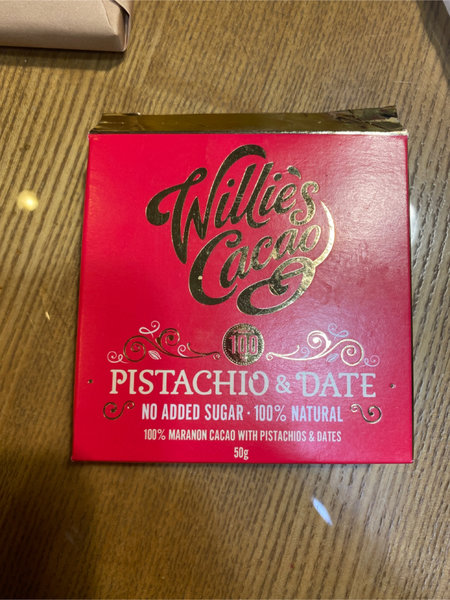 Willie's
Cacao
100
PISTACHIO & DATE
NO ADDED SUGAR · 100% NATURAL
100% MARANON CACAO WITH PISTACHIOS & DATES
50g